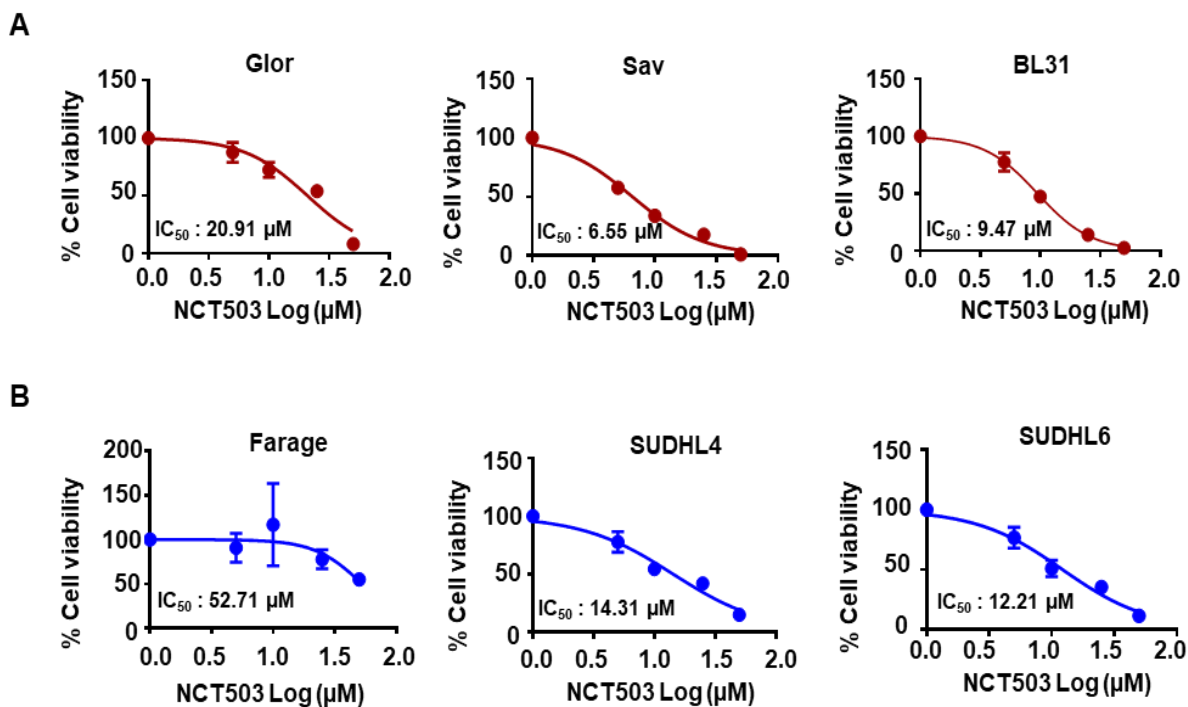 A
Glor
150
100
50
0
% Cell viability
IC50 : 20.91 µM
0.0 0.5 1.0 1.5 2.0
NCT503 Log (µM)
Sav
150
100
50
0
% Cell viability
IC50 : 6.55 µM
0.0 0.5 1.0 1.5 2.0
NCT503 Log (µM)
BL31
150
100
50
0
% Cell viability
IC50 : 9.47 µM
0.0 0.5 1.0 1.5 2.0
NCT503 Log (µM)
B
Farage
200
150
100
50
0
% Cell viability
IC50 : 52.71 µM
0.0 0.5 1.0 1.5 2.0
NCT503 Log (µM)
SUDHL4
150
100
50
0
% Cell viability
IC50 : 14.31 µM
0.0 0.5 1.0 1.5 2.0
NCT503 Log (µM)
SUDHL6
150
100
50
0
% Cell viability
IC50 : 12.21 µM
0.0 0.5 1.0 1.5 2.0
NCT503 Log (µM)